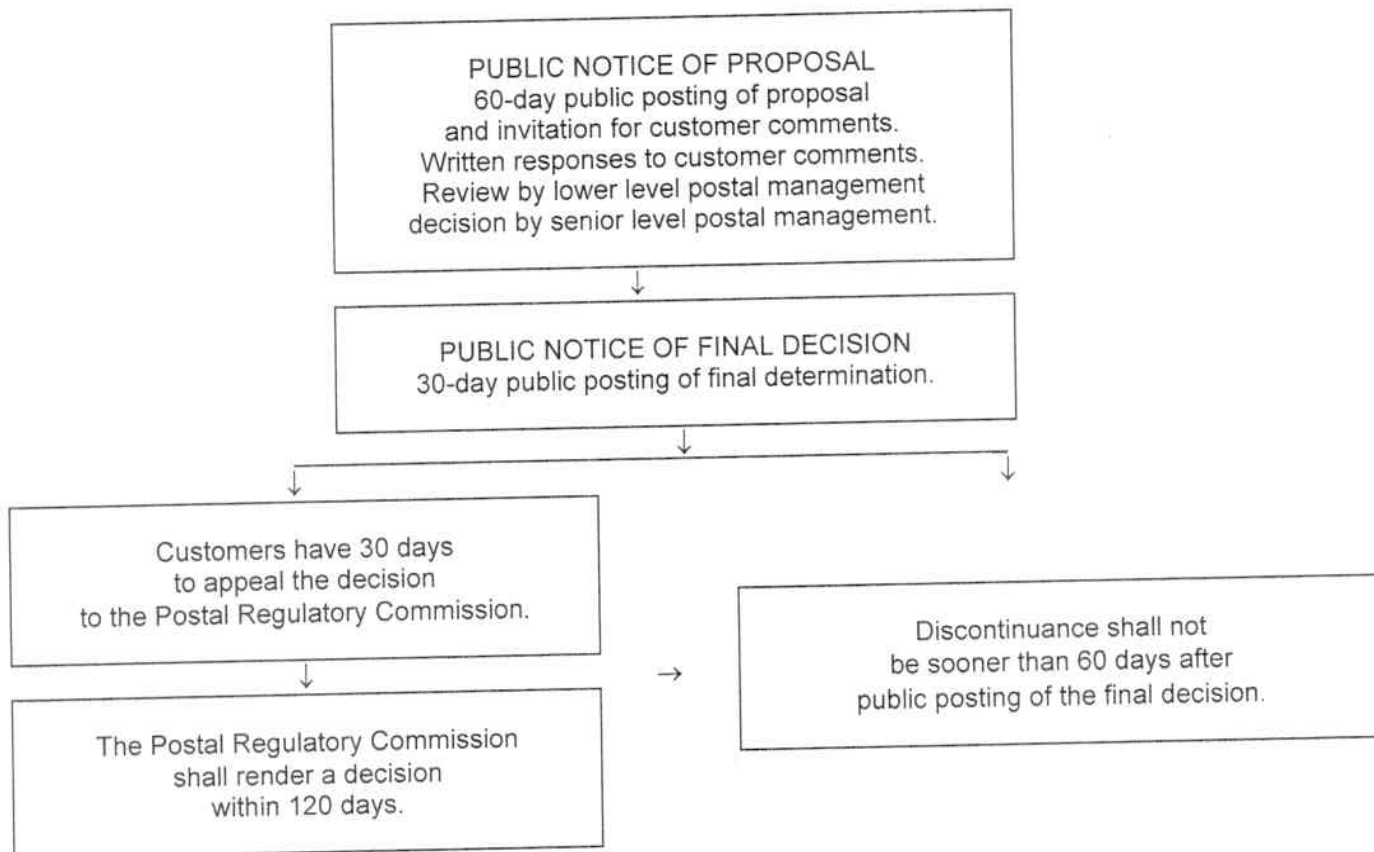 PUBLIC NOTICE OF PROPOSAL
60-day public posting of proposal
and invitation for customer comments.
Written responses to customer comments.
Review by lower level postal management
decision by senior level postal management.
PUBLIC NOTICE OF FINAL DECISION
30-day public posting of final determination.
Customers have 30 days
to appeal the decision
to the Postal Regulatory Commission.
The Postal Regulatory Commission
shall render a decision
within 120 days.
Discontinuance shall not
be sooner than 60 days after
public posting of the final decision.